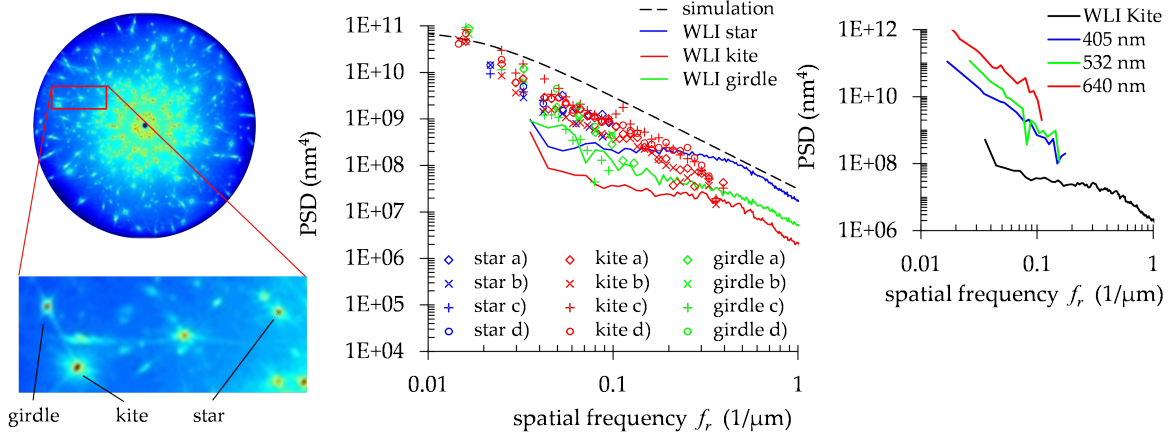 girdle kite star
PSD (nm⁴)
1E+11
1E+10
1E+09
1E+08
1E+07
1E+06
1E+05
1E+04
simulation
WLI star
WLI kite
WLI girdle
star a) kite a) girdle a)
star b) kite b) girdle b)
star c) kite c) girdle c)
star d) kite d) girdle d)
0.01 0.1 1
spatial frequency fᵣ (1/µm)
PSD (nm⁴)
1E+12
1E+10
1E+08
1E+06
WLI Kite
405 nm
532 nm
640 nm
0.01 0.1 1
spatial frequency fᵣ (1/µm)